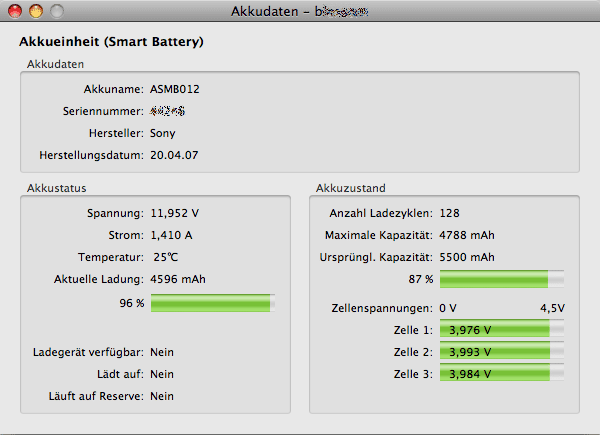 Akkudaten -
Akkueinheit (Smart Battery)
Akkudaten
Akkuname: ASMB012
Seriennummer:
Hersteller: Sony
Herstellungsdatum: 20.04.07
Akkustatus
Spannung: 11,952 V
Strom: 1,410 A
Temperatur: 25°C
Aktuelle Ladung: 4596 mAh
96 %
Ladegerät verfügbar: Nein
Lädt auf: Nein
Läuft auf Reserve: Nein
Akkuzustand
Anzahl Ladezyklen: 128
Maximale Kapazität: 4788 mAh
Ursprüngl. Kapazität: 5500 mAh
87 %
Zellenspannungen: 0 V 4,5V
Zelle 1: 3,976 V
Zelle 2: 3,993 V
Zelle 3: 3,984 V